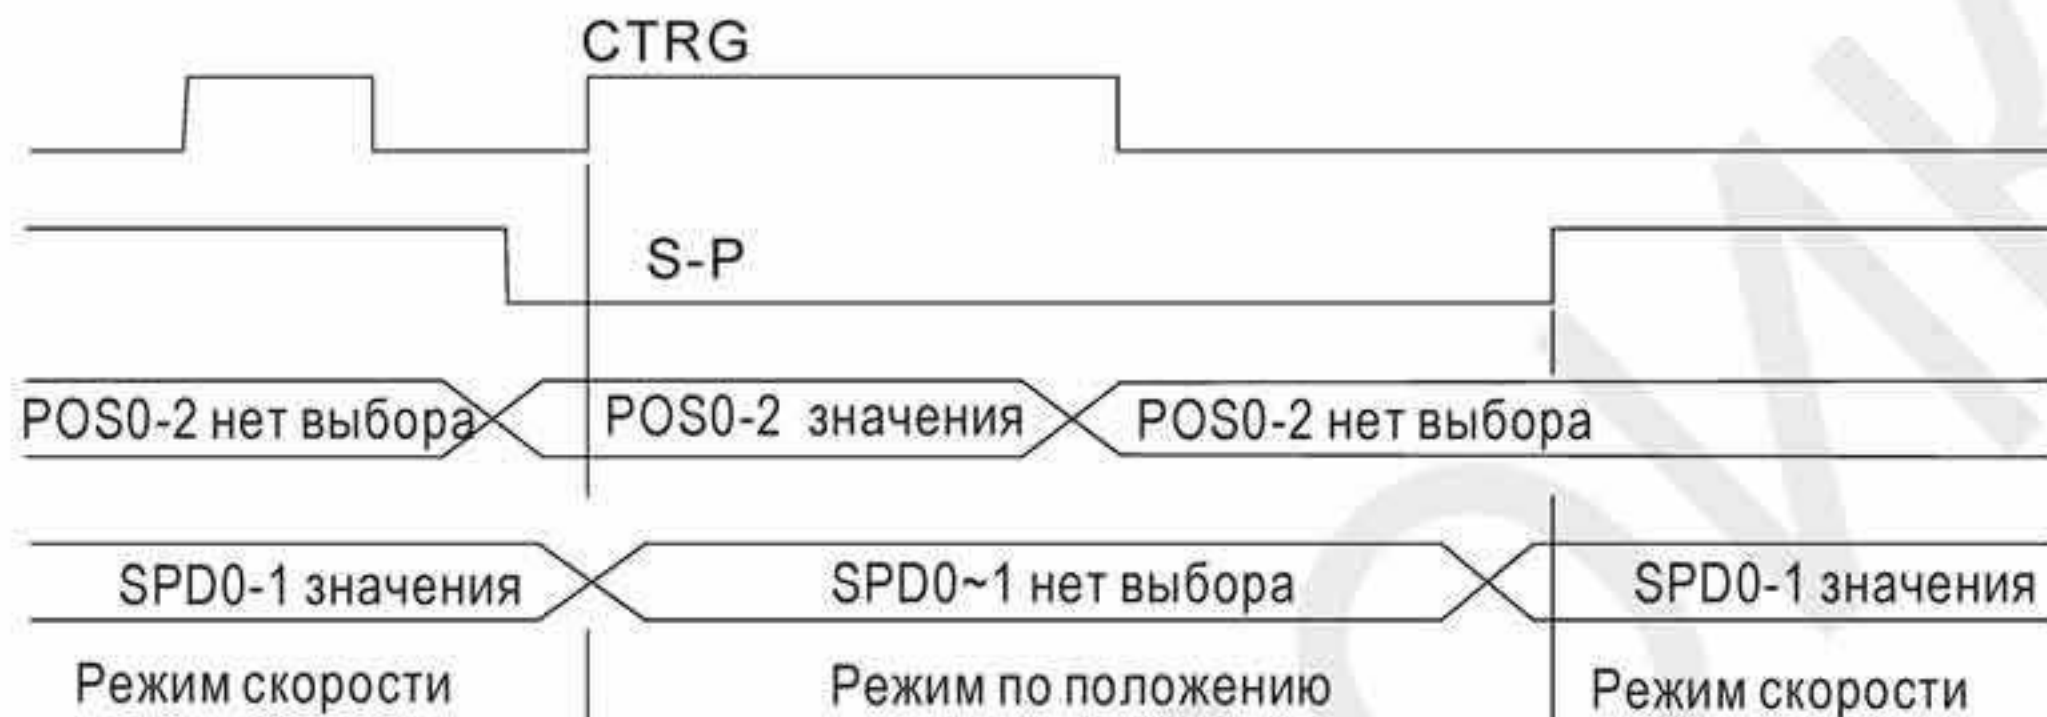 CTRG
S-P
POS0-2 нет выбора POS0-2 значения POS0-2 нет выбора
SPD0-1 значения SPD0~1 нет выбора SPD0-1 значения
Режим скорости Режим по положению Режим скорости